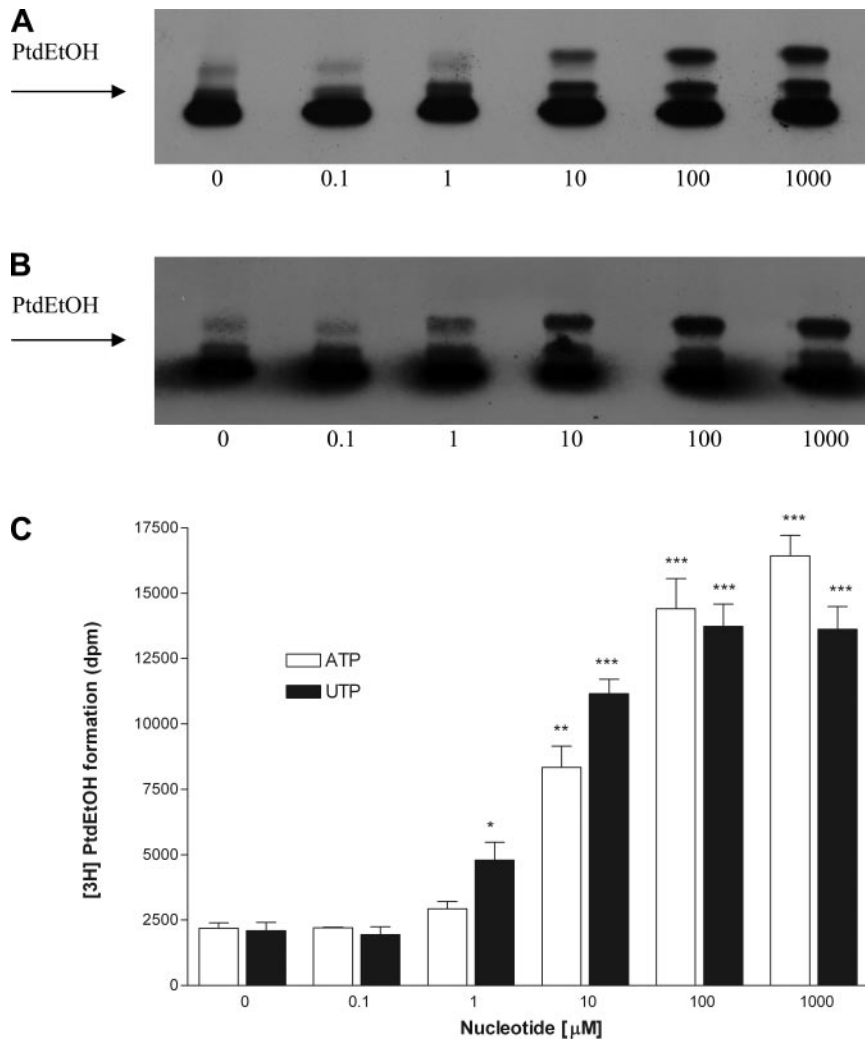 A
PtdEtOH
0 0.1 1 10 100 1000
B
PtdEtOH
0 0.1 1 10 100 1000
C
17500
15000
12500
10000
7500
5000
2500
0
[3H] PtdEtOH formation (dpm)
ATP
UTP
*
**
***
***
***
***
***
0 0.1 1 10 100 1000
Nucleotide [µM]